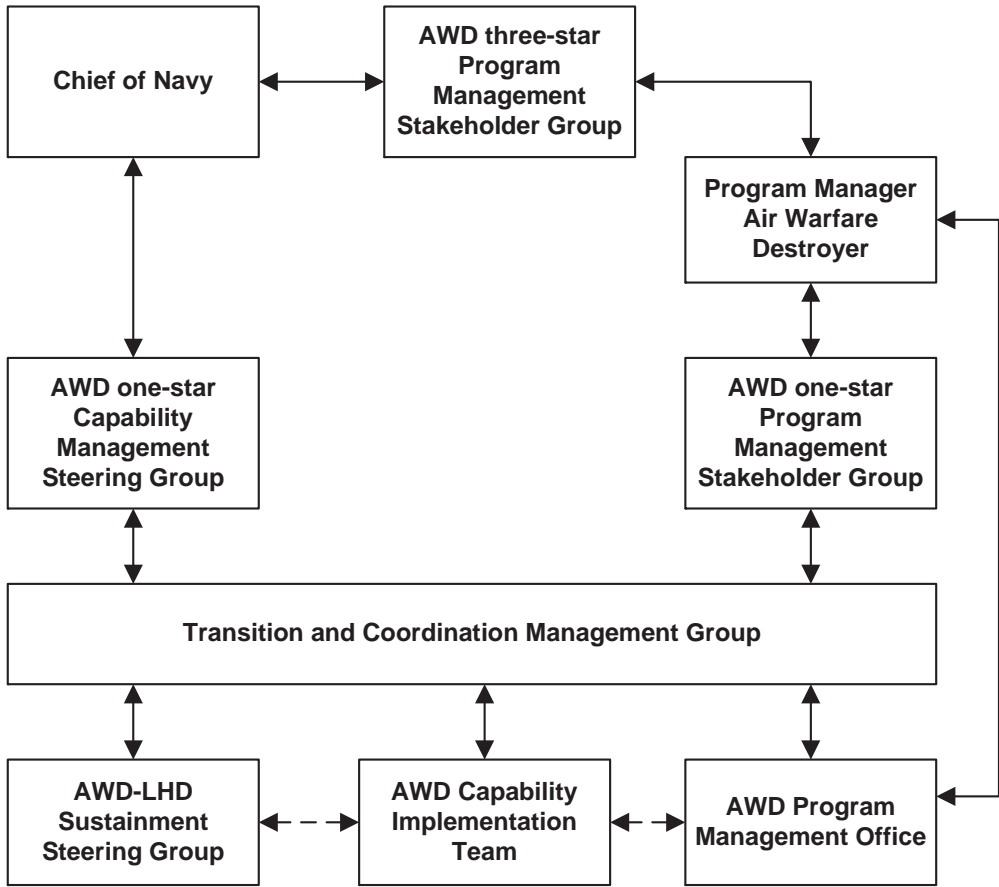 Chief of Navy
AWD three-star
Program
Management
Stakeholder Group
Program Manager
Air Warfare
Destroyer
AWD one-star
Capability
Management
Steering Group
AWD one-star
Program
Management
Stakeholder Group
Transition and Coordination Management Group
AWD-LHD
Sustainment
Steering Group
AWD Capability
Implementation
Team
AWD Program
Management Office